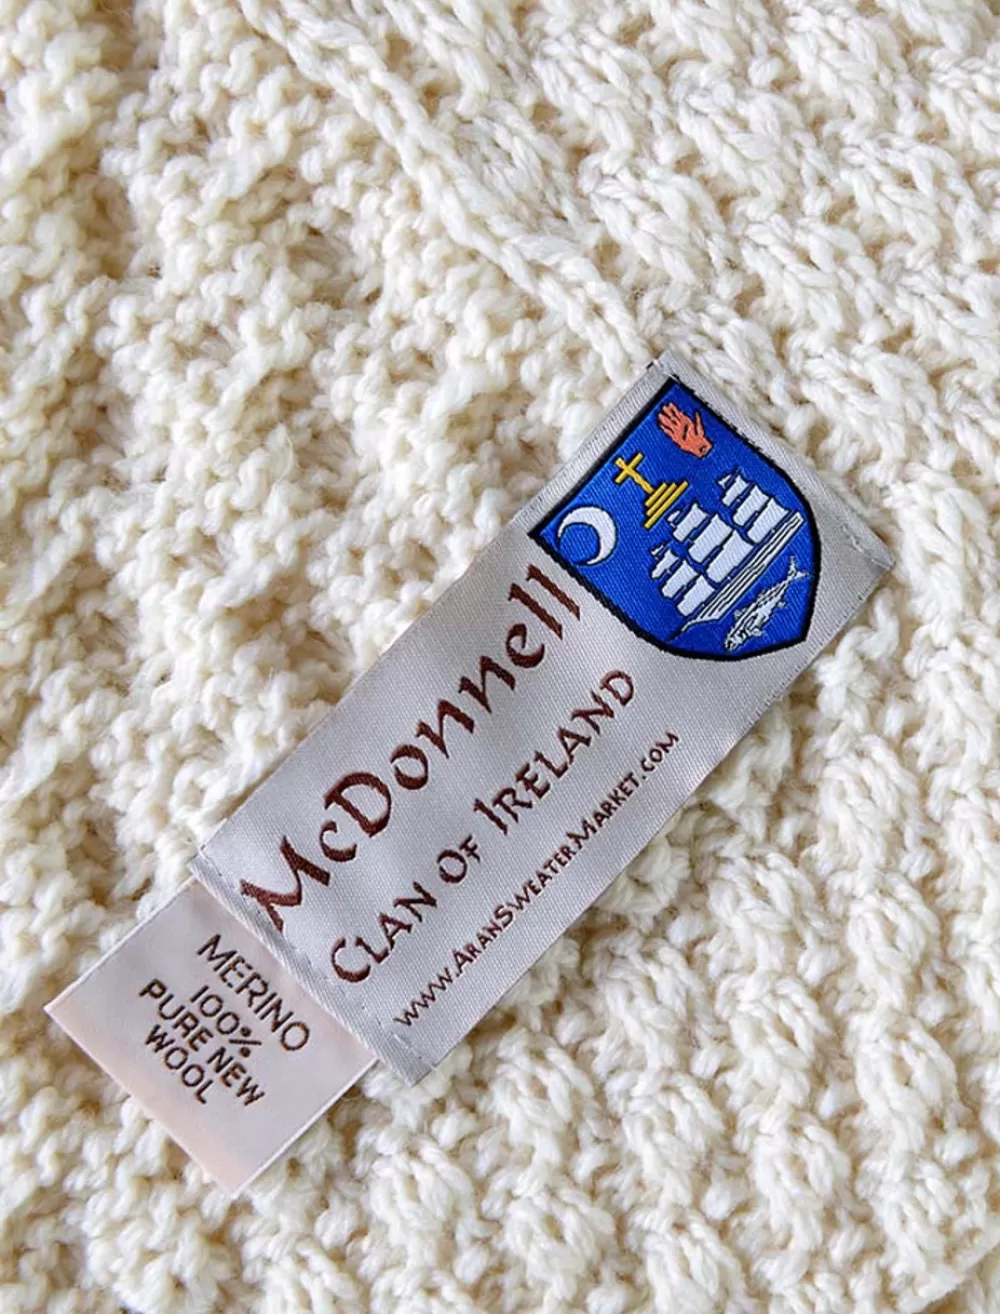 McDonnell
Clan Of Ireland
www.AranSweaterMarket.com
MERINO
100%
PURE NEW
WOOL